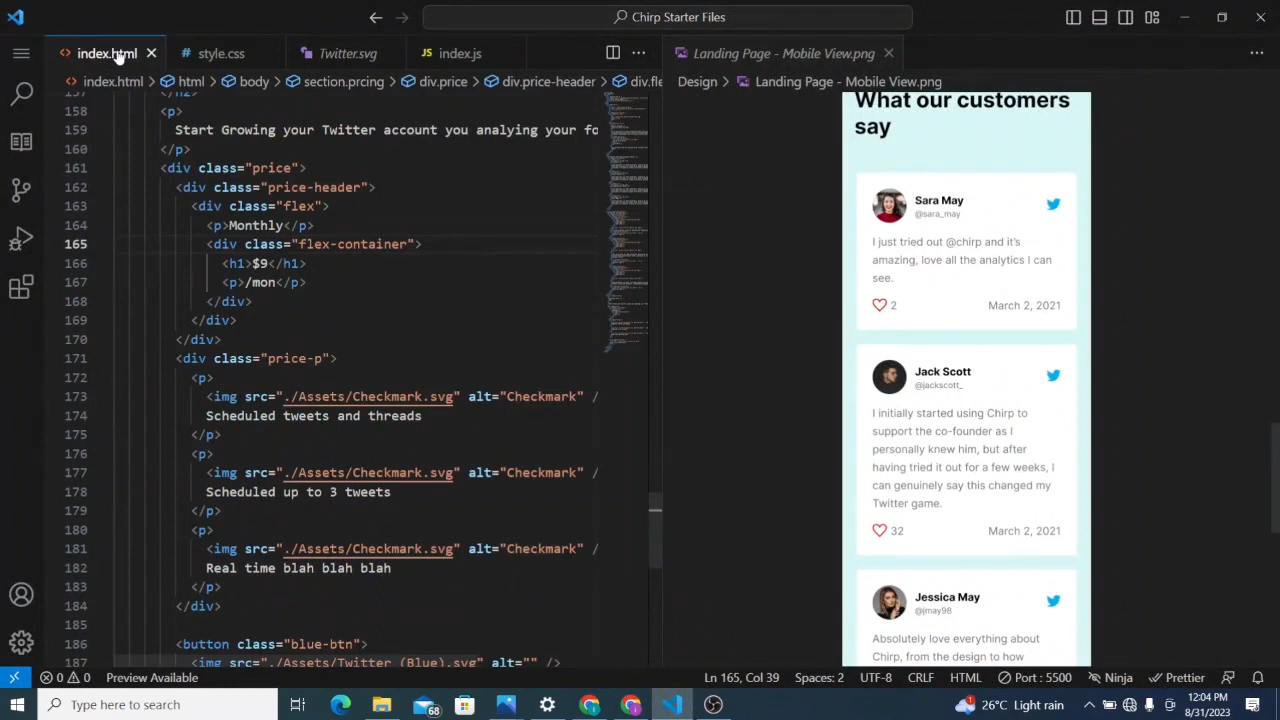 Chirp Starter Files
index.html
style.css
Twitter.svg
index.js
Landing Page - Mobile View.png
index.html
html
body
section.prcing
div.price
div.price-header
div.fle
Design
Landing Page - Mobile View.png
158 <p>
Start Growing your Twitter account you analzing your fo
160 </p
<div class="price">
162 <div class="price-header">
163 <div class="flex">
164 <p>Chirp</p>
165 <div class="flex-container">
166 <h1>$5 </h1>
<p>mon</p>
168 </div>
169 <div>
170 </div>
171 <div class="price-p">
172 <p>
173 <img src="./Assets/Checkmark.svg" alt="Checkmark" /
174 Scheduled tweets and threads
175 </p
176 <p>
177 <img src="./Assets/Checkmark.svg" alt="Checkmark" /
178 Scheduled up to 3 tweets
179 </p
180 <p>
181 <img src="./Assets/Checkmark.svg" alt="Checkmark" /
182 Real time blah blah blah
183 </p
184 </div>
185
186 <button class="blue-btn">
187 <img src="./Assets/Twitter (Blue).svg" alt="" />
What our customers
say
Sara May
@sara_may
I just tried out @chirp and it's
amazing, love all the analytics I can
see.
2
March 2, 2021
Jack Scott
@jackscott_
I initially started using Chirp to
support the co-founder as I
personally knew him, but after
having tried it out for a few weeks, I
can genuinely say this changed my
Twitter game.
32
March 2, 2021
Jessica May
@jmay98
Absolutely love everything about
Chirp, from the design to how
0 0 Preview Available
Ln 165, Col 39
Spaces: 2
UTF-8
CRLF
HTML
Port : 5500
Ninja
Prettier
Type here to search
68
1
26°C Light rain
12:04 PM
8/31/2023